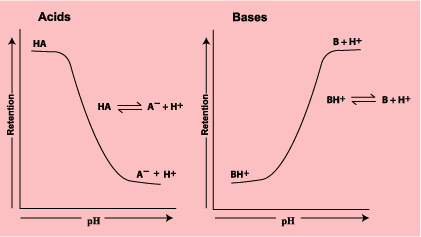 Acids
HA
HA ⇌ A⁻ + H+
A⁻ + H+
Retention
pH
Bases
B + H+
BH+ ⇌ B + H+
BH+
Retention
pH